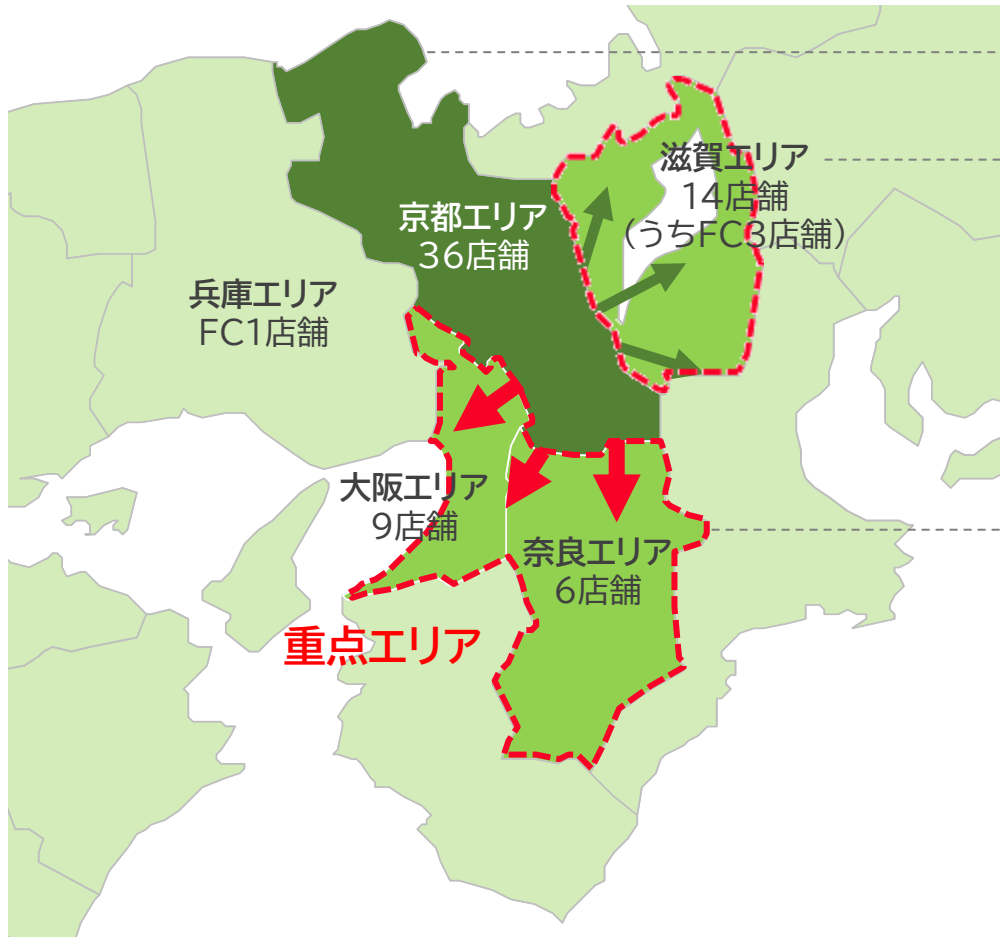 滋賀エリア
14店舗
（うちFC3店舗）
京都エリア
36店舗
兵庫エリア
FC1店舗
大阪エリア
9店舗
奈良エリア
6店舗
重点エリア